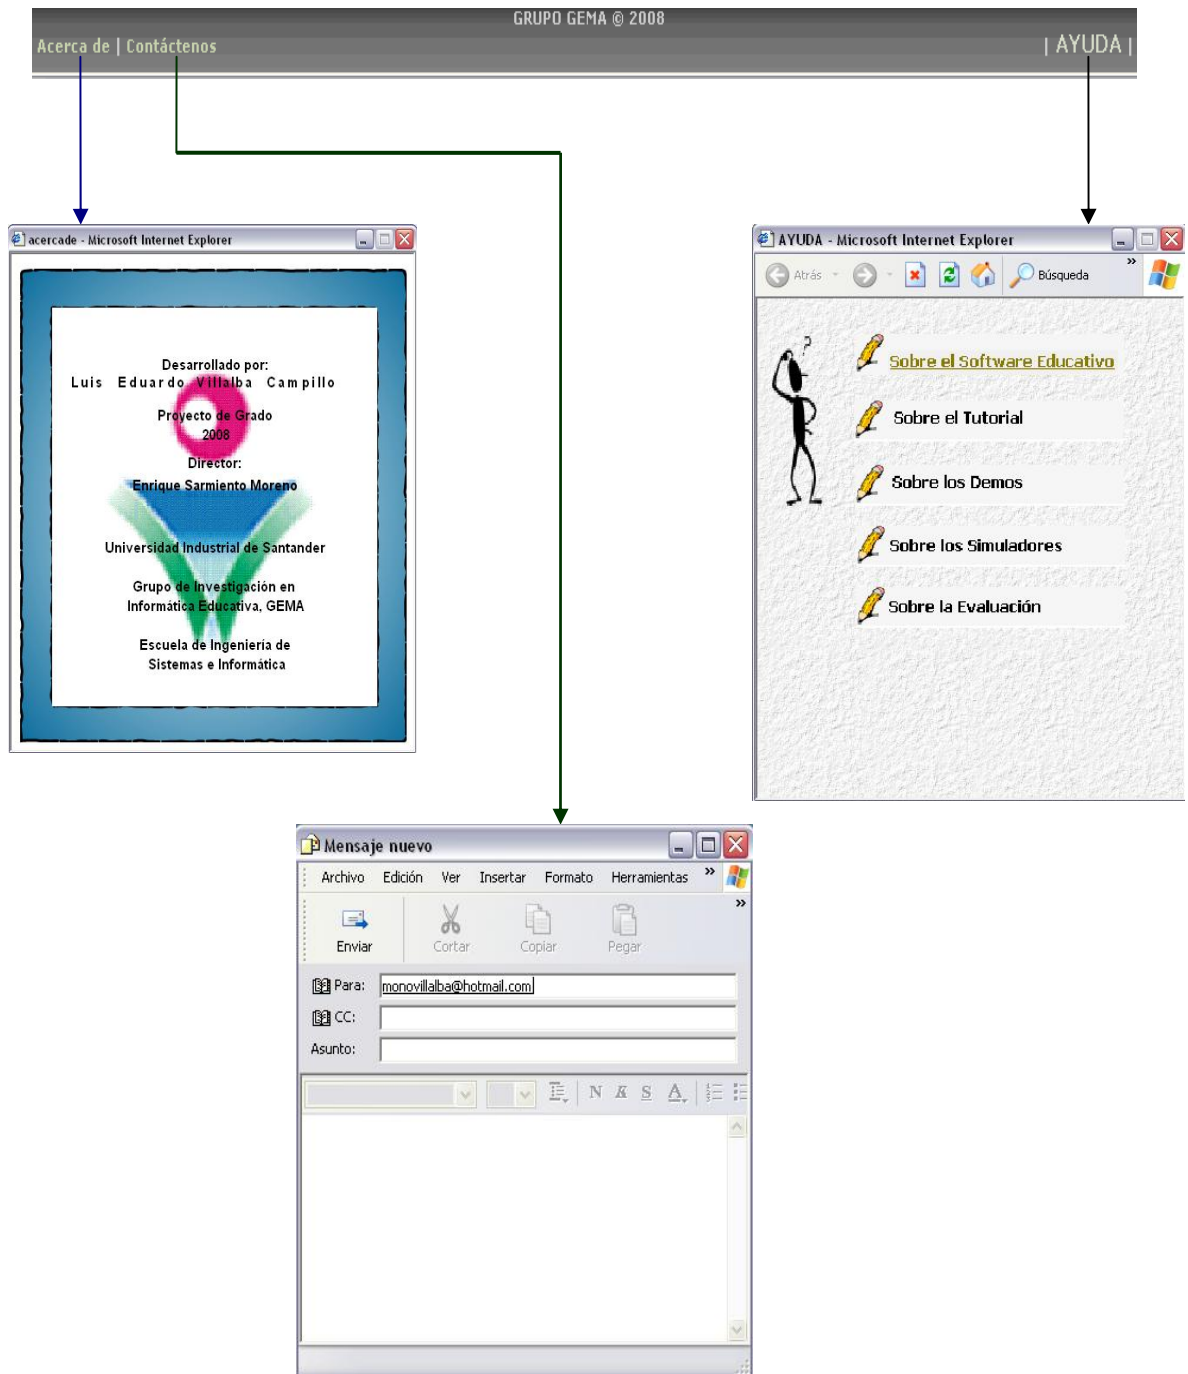 GRUPO GEMA © 2008
Acerca de | Contáctenos
| AYUDA |
acercade - Microsoft Internet Explorer
Desarrollado por:
Luis Eduardo Villalba Campillo
Proyecto de Grado
2008
Director:
Enrique Sarmiento Moreno
Universidad Industrial de Santander
Grupo de Investigación en
Informática Educativa, GEMA
Escuela de Ingeniería de
Sistemas e Informática
AYUDA - Microsoft Internet Explorer
Atrás
Búsqueda
»
?
Sobre el Software Educativo
Sobre el Tutorial
Sobre los Demos
Sobre los Simuladores
Sobre la Evaluación
Mensaje nuevo
Archivo Edición Ver Insertar Formato Herramientas »
Enviar Cortar Copiar Pegar »
Para: monovillalba@hotmail.com
CC:
Asunto:
N K S A